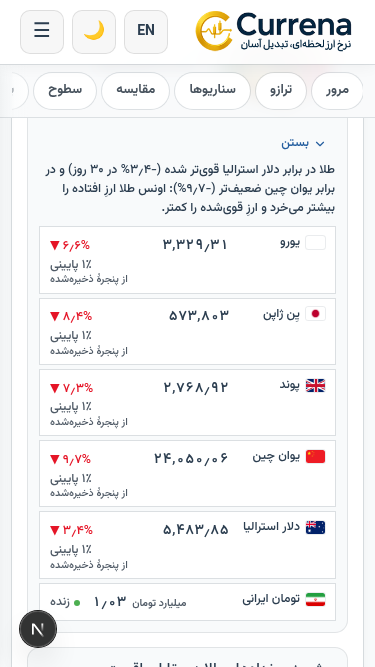 ☰
🌙
EN
Currena
نرخ ارز لحظه‌ای، تبدیل آسان
مرور
ترازو
سناریوها
مقایسه
سطوح
بستن
طلا در برابر دلار استرالیا قوی‌تر شده (-۳٫۴% در ۳۰ روز) و در
برابر یوان چین ضعیف‌تر (-۹٫۷%): اونس طلا ارز افتاده را
بیشتر می‌خرد و ارز قوی‌شده را کمتر.
یورو
۳,۳۲۹٫۳۱
▼ ۶٫۶%
۱٪ پایینی
از پنجرهٔ ذخیره‌شده
ین ژاپن
۵۷۳,۸۰۳
▼ ۸٫۴%
۱٪ پایینی
از پنجرهٔ ذخیره‌شده
پوند
۲,۷۶۸٫۹۲
▼ ۷٫۳%
۱٪ پایینی
از پنجرهٔ ذخیره‌شده
یوان چین
۲۴,۰۵۰٫۰۶
▼ ۹٫۷%
۱٪ پایینی
از پنجرهٔ ذخیره‌شده
دلار استرالیا
۵,۴۸۳٫۸۵
▼ ۳٫۴%
۱٪ پایینی
از پنجرهٔ ذخیره‌شده
تومان ایرانی
میلیارد تومان ۱٫۰۳
زنده
N